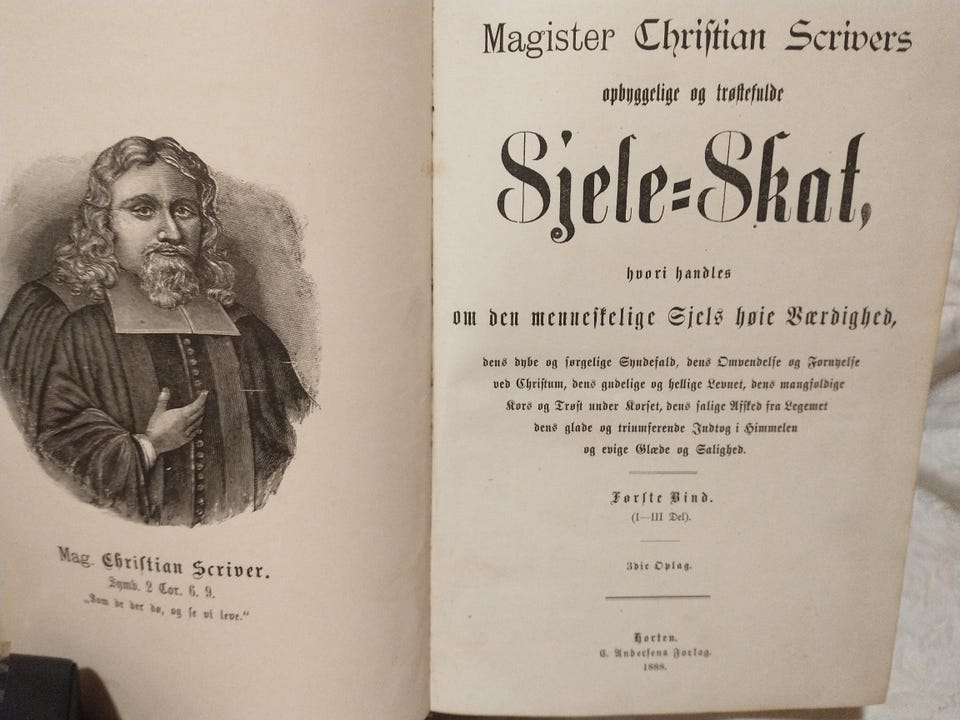 Mag. Christian Scriver.
Symb. 2 Cor. 6. 9.
„Som de der dø, og se vi leve.“
Magister Christian Scrivers
opbyggelige og trøstefulde
Sjele=Skat,
hvori handles
om den menneskelige Sjels høie Værdighed,
dens dybe og sørgelige Syndefald, dens Omvendelse og Fornyelse
ved Christum, dens gudelige og hellige Levnet, dens mangfoldige
Kors og Trøst under Korset, dens salige Afsked fra Legemet
dens glade og triumferende Indtog i Himmelen
og evige Glæde og Salighed.
Første Bind.
(I—III Del).
3die Oplag.
Horten.
C. Andersens Forlag.
1888.